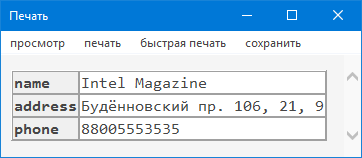 Печать
просмотр печать быстрая печать сохранить
name Intel Magazine
address Будённовский пр. 106, 21, 9
phone 88005553535